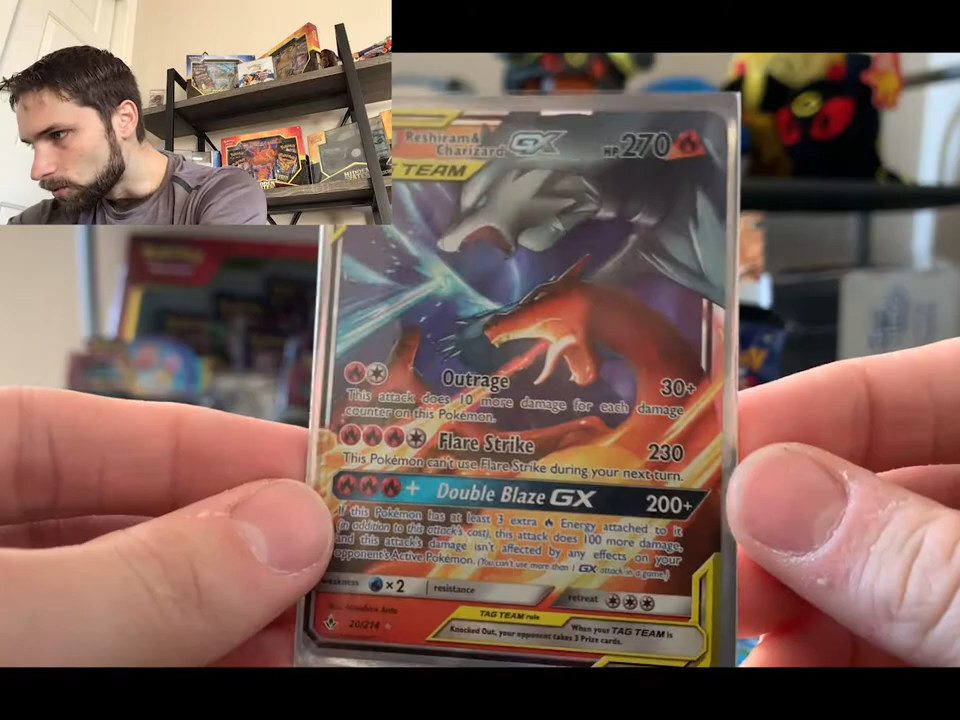 Reshiram&
Charizard GX
HP 270
TEAM
Outrage 30+
This attack does 10 more damage for each damage
counter on this Pokémon.
Flare Strike 230
This Pokémon can't use Flare Strike during your next turn.
+ Double Blaze GX 200+
If this Pokémon has at least 3 extra Energy attached to it
(in addition to this attack's cost), this attack does 100 more damage,
and this attack's damage isn't affected by any effects on your
opponent's Active Pokémon. (You can't use more than 1 GX attack in a game.)
weakness ×2 resistance retreat
20/214
TAG TEAM rule When your TAG TEAM is
Knocked Out, your opponent takes 3 Prize cards.